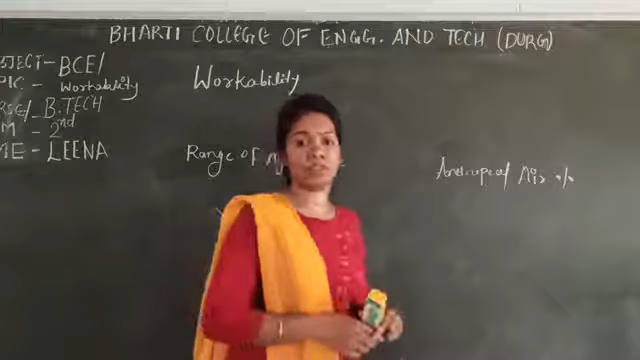 BHARTI COLLEGE OF ENGG. AND TECH (DURG)
JECT - BCE/
PIC - Workability
RSE/ B.TECH
M - 2nd
ME - LEENA
Workability
Range of
Air %